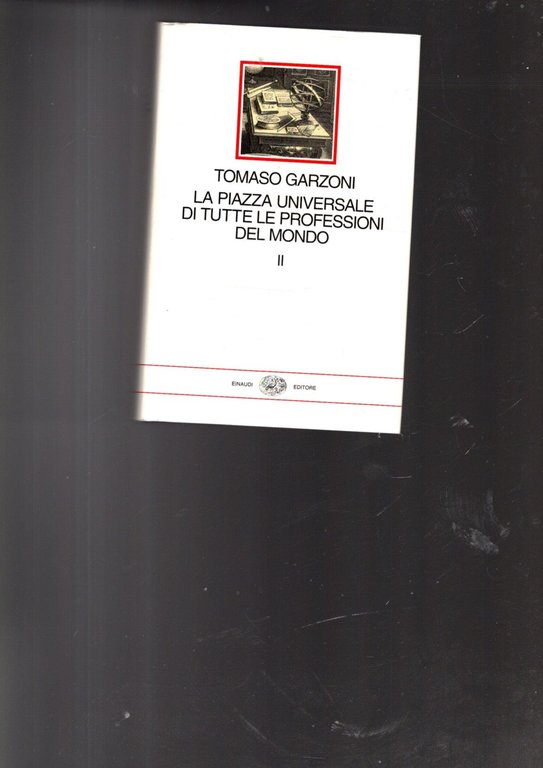 TOMASO GARZONI
LA PIAZZA UNIVERSALE
DI TUTTE LE PROFESSIONI
DEL MONDO
II
EINAUDI EDITORE